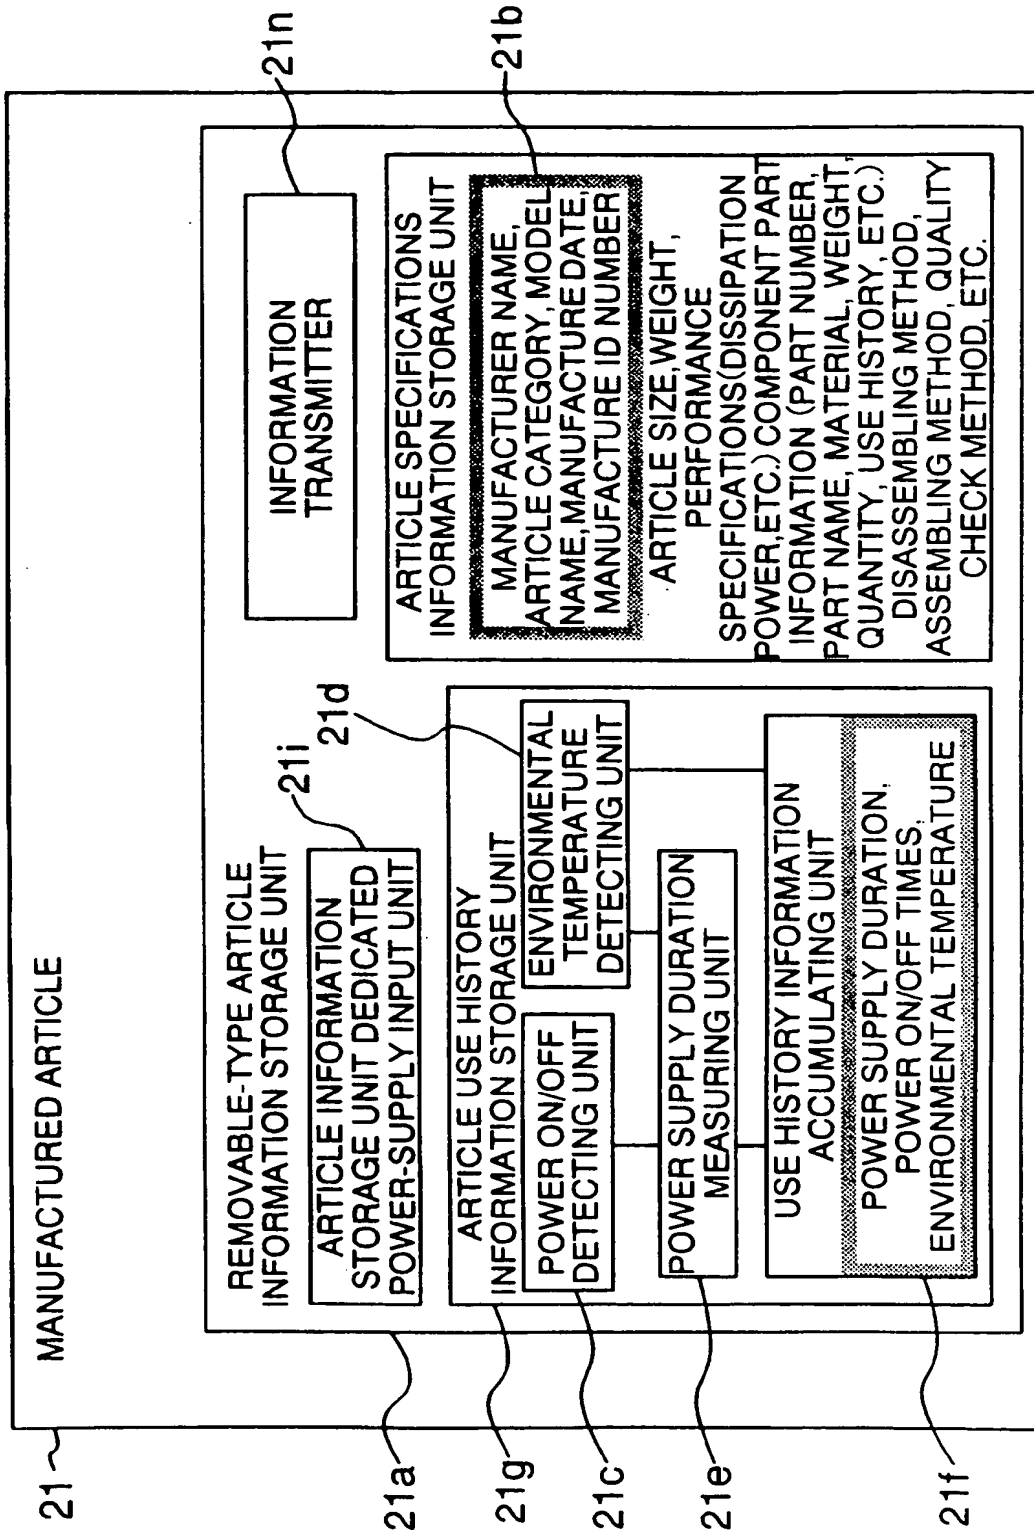 21
MANUFACTURED ARTICLE
21a
REMOVABLE-TYPE ARTICLE
INFORMATION STORAGE UNIT
21i
ARTICLE INFORMATION
STORAGE UNIT DEDICATED
POWER-SUPPLY INPUT UNIT
21n
INFORMATION
TRANSMITTER
21g
ARTICLE USE HISTORY
INFORMATION STORAGE UNIT
21c
POWER ON/OFF
DETECTING UNIT
21d
ENVIRONMENTAL
TEMPERATURE
DETECTING UNIT
21e
POWER SUPPLY DURATION
MEASURING UNIT
21f
USE HISTORY INFORMATION
ACCUMULATING UNIT
POWER SUPPLY DURATION,
POWER ON/OFF TIMES,
ENVIRONMENTAL TEMPERATURE
21b
ARTICLE SPECIFICATIONS
INFORMATION STORAGE UNIT
MANUFACTURER NAME,
ARTICLE CATEGORY, MODEL
NAME,MANUFACTURE DATE,
MANUFACTURE ID NUMBER
ARTICLE SIZE,WEIGHT,
PERFORMANCE
SPECIFICATIONS(DISSIPATION
POWER,ETC.) COMPONENT PART
INFORMATION (PART NUMBER,
PART NAME, MATERIAL, WEIGHT,
QUANTITY, USE HISTORY, ETC.)
DISASSEMBLING METHOD,
ASSEMBLING METHOD, QUALITY
CHECK METHOD, ETC.